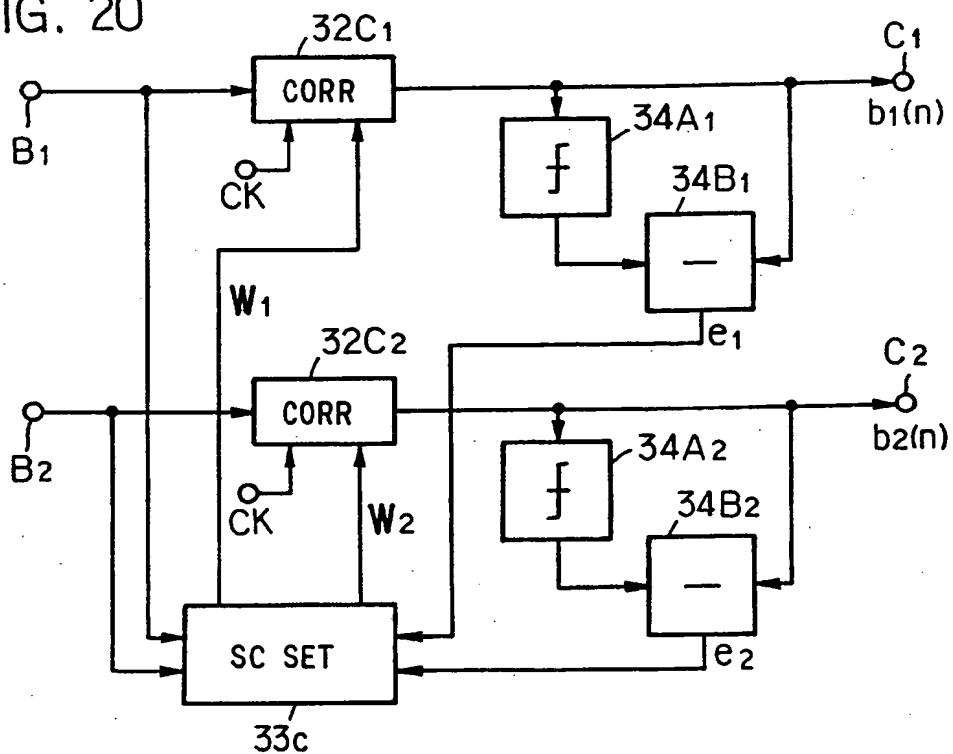 IG. 20
32C1
C1
CORR
b1(n)
B1
34A1
CK
34B1
—
W1
e1
32C2
C2
CORR
b2(n)
B2
34A2
CK
W2
34B2
—
SC SET
e2
33c